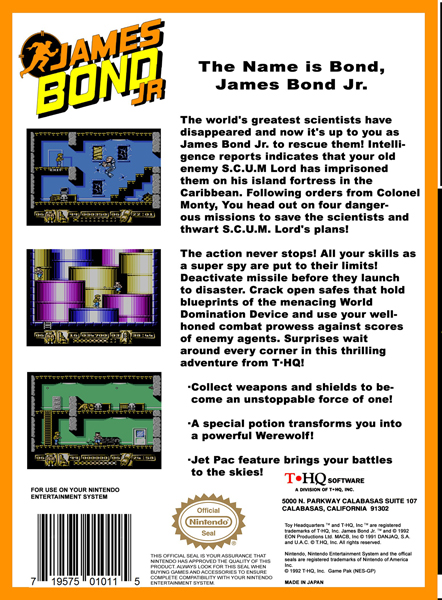 JAMES
BOND
JR
The Name is Bond,
James Bond Jr.
The world's greatest scientists have
disappeared and now it's up to you as
James Bond Jr. to rescue them! Intelli-
gence reports indicates that your old
enemy S.C.U.M Lord has imprisoned
them on his island fortress in the
Caribbean. Following orders from Colonel
Monty, You head out on four danger-
ous missions to save the scientists and
thwart S.C.U.M. Lord's plans!
The action never stops! All your skills as
a super spy are put to their limits!
Deactivate missile before they launch
to disaster. Crack open safes that hold
blueprints of the menacing World
Domination Device and use your well-
honed combat prowess against scores
of enemy agents. Surprises wait
around every corner in this thrilling
adventure from T·HQ!
·Collect weapons and shields to be-
come an unstoppable force of one!
·A special potion transforms you into
a powerful Werewolf!
·Jet Pac feature brings your battles
to the skies!
T•HQ SOFTWARE
A DIVISION OF T•HQ, INC.
5000 N. PARKWAY CALABASAS SUITE 107
CALABASAS, CALIFORNIA 91302
FOR USE ON YOUR NINTENDO
ENTERTAINMENT SYSTEM
7 19575 01011 5
Official
Nintendo
Seal
THIS OFFICIAL SEAL IS YOUR ASSURANCE THAT
NINTENDO HAS APPROVED THE QUALITY OF THIS
PRODUCT. ALWAYS LOOK FOR THIS SEAL WHEN
BUYING GAMES AND ACCESSORIES TO ENSURE
COMPLETE COMPATIBILITY WITH YOUR NINTENDO
ENTERTAINMENT SYSTEM.
Toy Headquarters ™ and T·HQ, Inc ™ are registered
trademarks of T·HQ, Inc. James Bond Jr. ™ and © 1992
EON Productions Ltd. MACB, Inc © 1991 DANJAQ, S.A.
and U.A.C. © T·HQ, Inc. All rights reserved.
Nintendo, Nintendo Entertainment System and the official
seals are registered trademarks of Nintendo of America
Inc.
© 1992 T·HQ, Inc. Game Pak (NES-GP)
MADE IN JAPAN